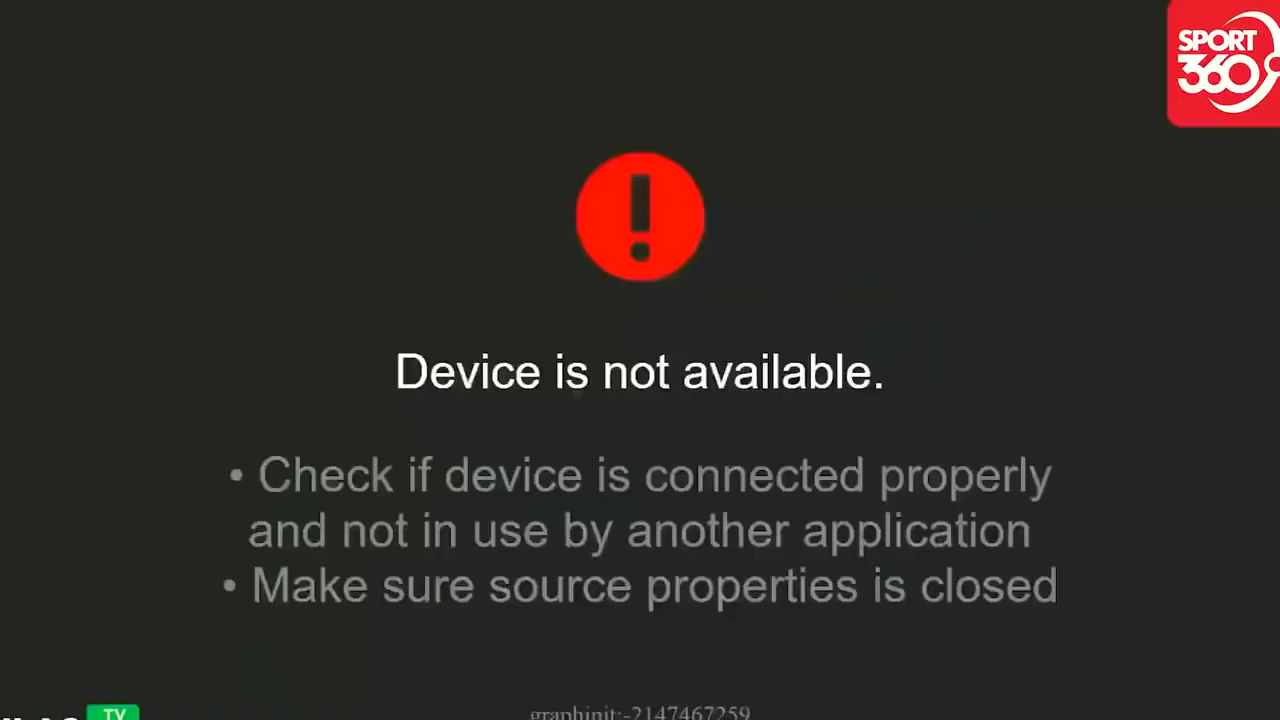 SPORT
360
!
Device is not available.
• Check if device is connected properly
and not in use by another application
• Make sure source properties is closed
TV
graphinit:-2147467259